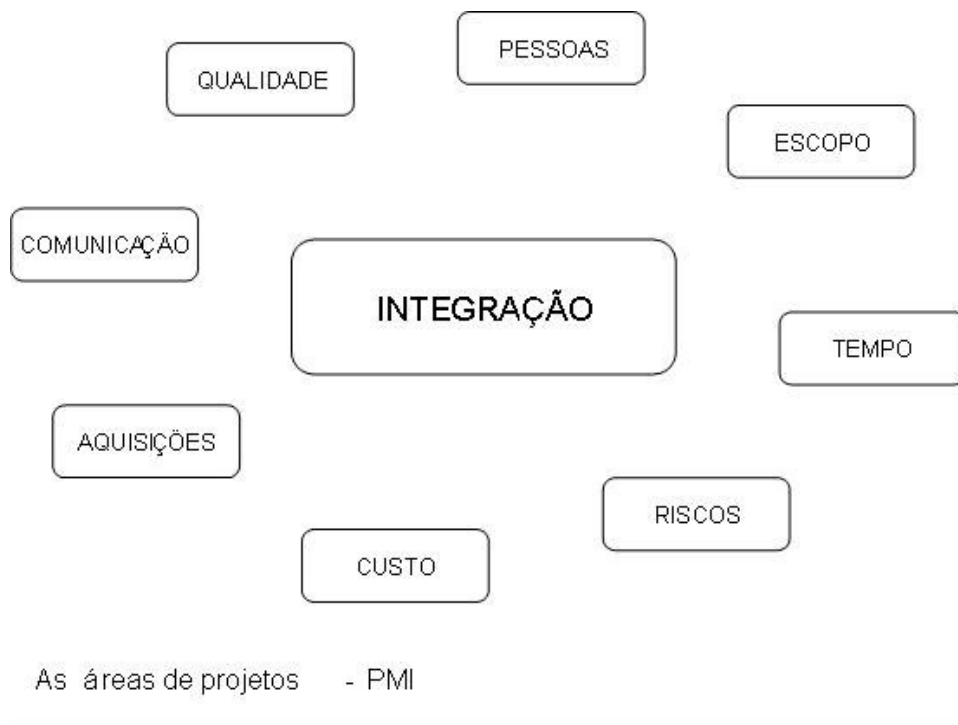 PESSOAS
QUALIDADE
ESCOPO
COMUNICAÇÃO
INTEGRAÇÃO
TEMPO
AQUISIÇÕES
RISCOS
CUSTO
As áreas de projetos - PMI